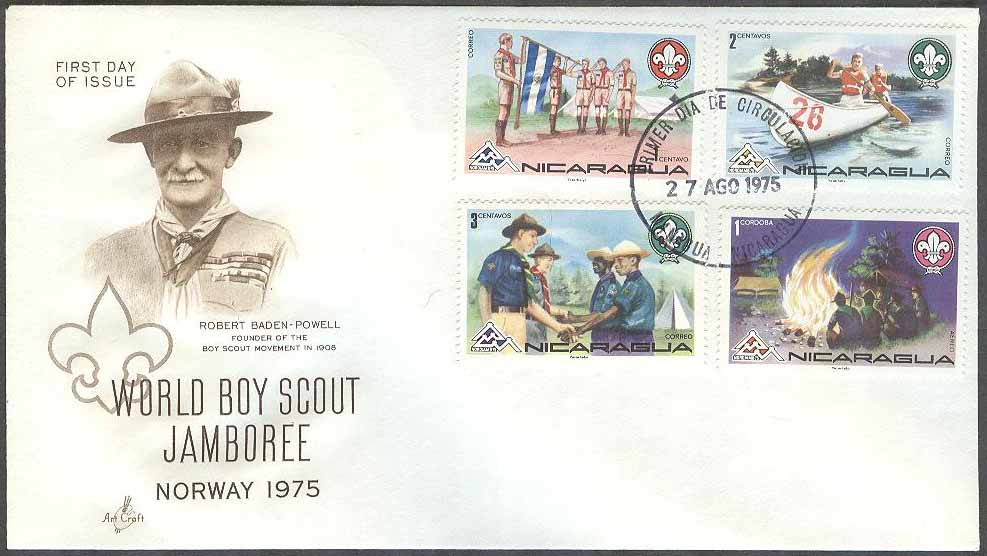 FIRST DAY
OF ISSUE
ROBERT BADEN-POWELL
FOUNDER OF THE
BOY SCOUT MOVEMENT IN 1908
WORLD BOY SCOUT
JAMBOREE
NORWAY 1975
Art Craft
CORREO
CENTAVO
NICARAGUA
2
CENTAVOS
26
CORREO
NICARAGUA
PRIMER DIA DE CIRCULACION
27 AGO 1975
NICARAGUA
3
CENTAVOS
CORREO
NICARAGUA
1
CORDOBA
NICARAGUA